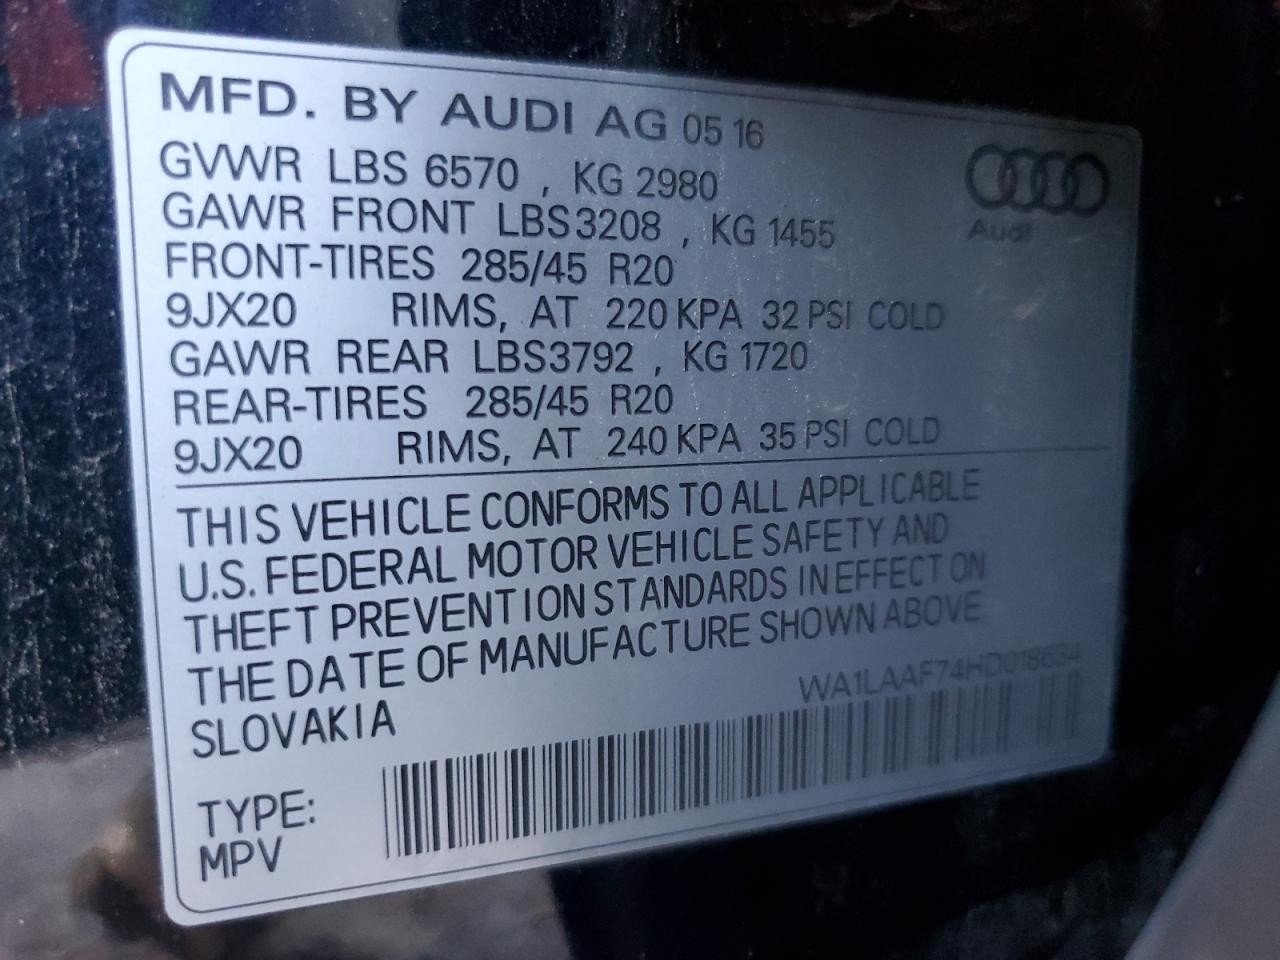 MFD. BY AUDI AG 05 16
GVWR LBS 6570 , KG 2980
GAWR FRONT LBS3208 , KG 1455
FRONT-TIRES 285/45 R20
9JX20 RIMS, AT 220 KPA 32 PSI COLD
GAWR REAR LBS3792 , KG 1720
REAR-TIRES 285/45 R20
9JX20 RIMS, AT 240 KPA 35 PSI COLD
Audi
THIS VEHICLE CONFORMS TO ALL APPLICABLE
U.S. FEDERAL MOTOR VEHICLE SAFETY AND
THEFT PREVENTION STANDARDS IN EFFECT ON
THE DATE OF MANUFACTURE SHOWN ABOVE.
SLOVAKIA
WA1LAAF74HD018634
TYPE:
MPV